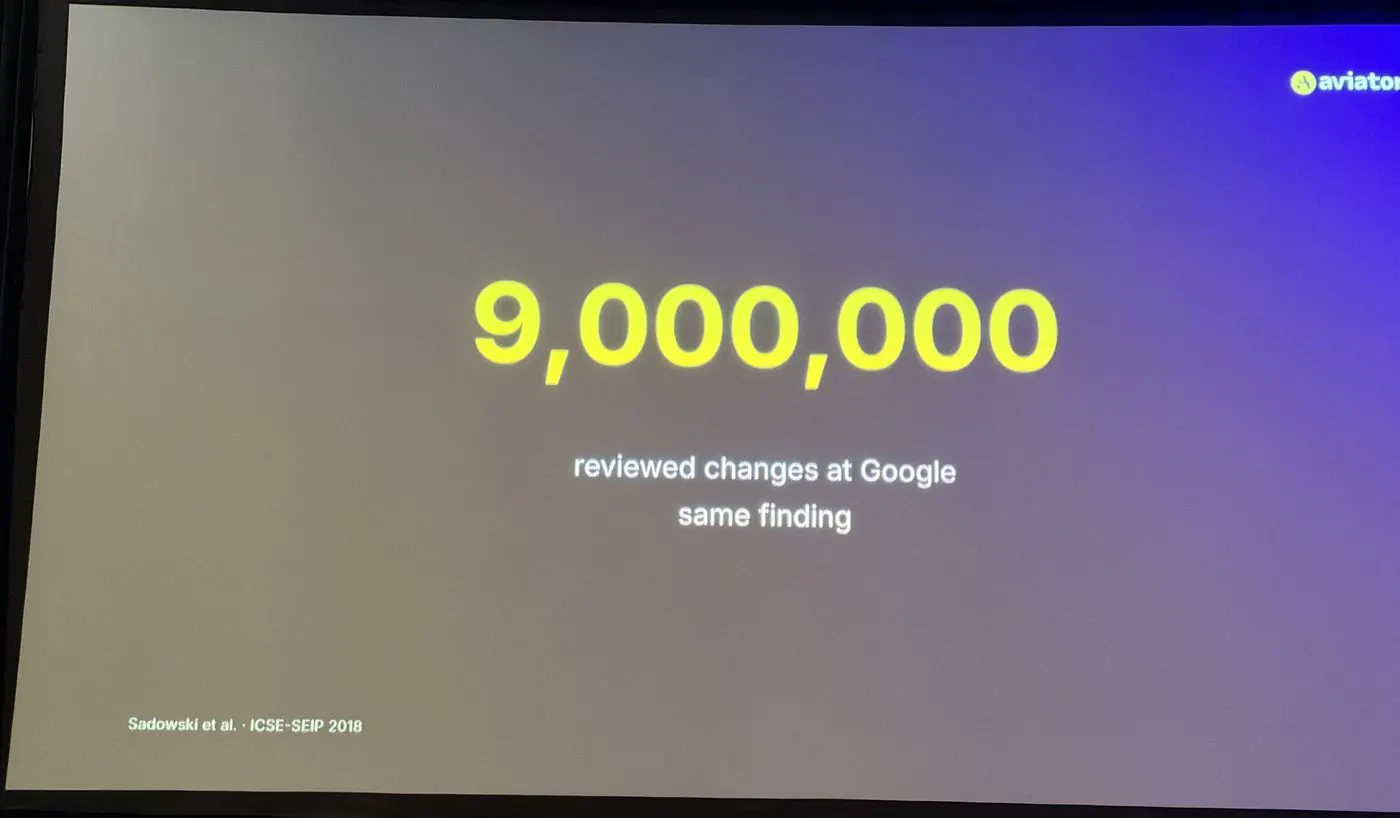 aviator
9,000,000
reviewed changes at Google
same finding
Sadowski et al. · ICSE-SEIP 2018